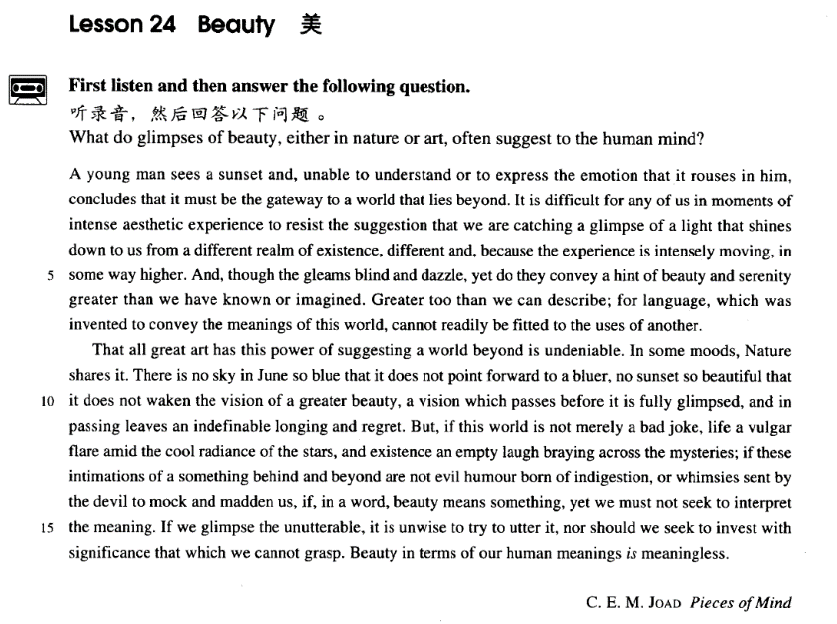 Lesson 24 Beauty 美
First listen and then answer the following question.
听录音，然后回答以下问题。
What do glimpses of beauty, either in nature or art, often suggest to the human mind?
A young man sees a sunset and, unable to understand or to express the emotion that it rouses in him,
concludes that it must be the gateway to a world that lies beyond. It is difficult for any of us in moments of
intense aesthetic experience to resist the suggestion that we are catching a glimpse of a light that shines
down to us from a different realm of existence, different and, because the experience is intensely moving, in
5 some way higher. And, though the gleams blind and dazzle, yet do they convey a hint of beauty and serenity
greater than we have known or imagined. Greater too than we can describe; for language, which was
invented to convey the meanings of this world, cannot readily be fitted to the uses of another.
That all great art has this power of suggesting a world beyond is undeniable. In some moods, Nature
shares it. There is no sky in June so blue that it does not point forward to a bluer, no sunset so beautiful that
10 it does not waken the vision of a greater beauty, a vision which passes before it is fully glimpsed, and in
passing leaves an indefinable longing and regret. But, if this world is not merely a bad joke, life a vulgar
flare amid the cool radiance of the stars, and existence an empty laugh braying across the mysteries; if these
intimations of a something behind and beyond are not evil humour born of indigestion, or whimsies sent by
the devil to mock and madden us, if, in a word, beauty means something, yet we must not seek to interpret
15 the meaning. If we glimpse the unutterable, it is unwise to try to utter it, nor should we seek to invest with
significance that which we cannot grasp. Beauty in terms of our human meanings is meaningless.
C. E. M. JOAD Pieces of Mind